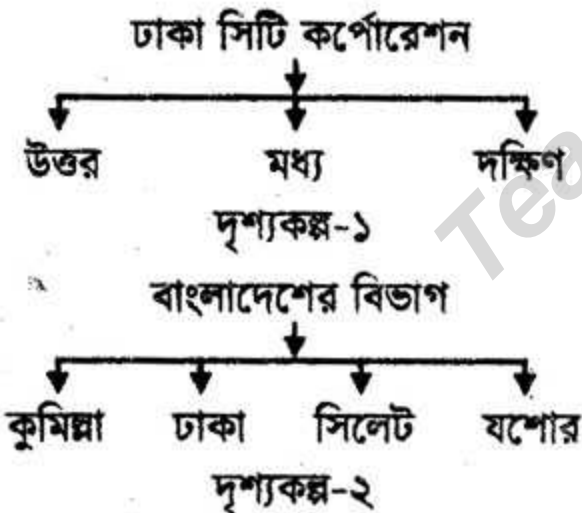 ঢাকা সিটি কর্পোরেশন
উত্তর মধ্য দক্ষিণ
দৃশ্যকল্প-১
বাংলাদেশের বিভাগ
কুমিল্লা ঢাকা সিলেট যশোর
দৃশ্যকল্প-২